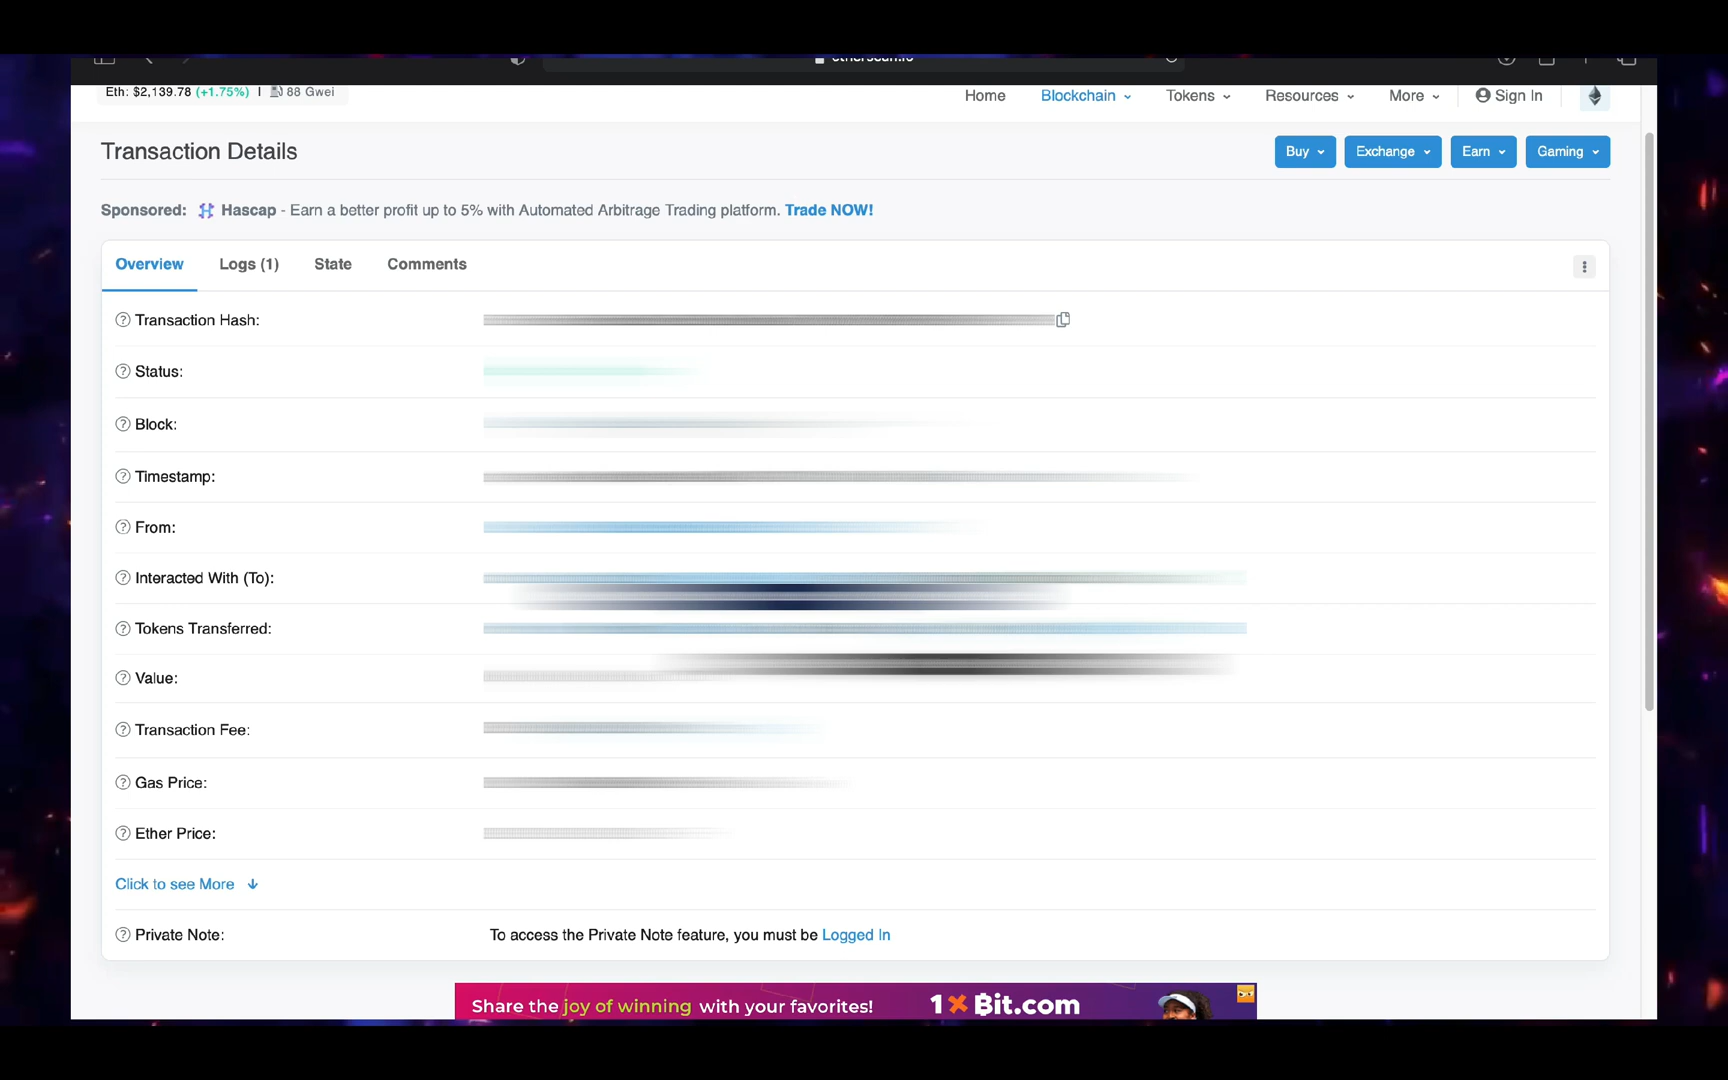 etherscan.io
Eth: $2,139.78 (+1.75%) | 88 Gwei
Home Blockchain Tokens Resources More Sign In
Transaction Details
Buy Exchange Earn Gaming
Sponsored: Hascap - Earn a better profit up to 5% with Automated Arbitrage Trading platform. Trade NOW!
Overview Logs (1) State Comments
Transaction Hash:
Status:
Block:
Timestamp:
From:
Interacted With (To):
Tokens Transferred:
Value:
Transaction Fee:
Gas Price:
Ether Price:
Click to see More
Private Note: To access the Private Note feature, you must be Logged In
Share the joy of winning with your favorites! 1xBit.com